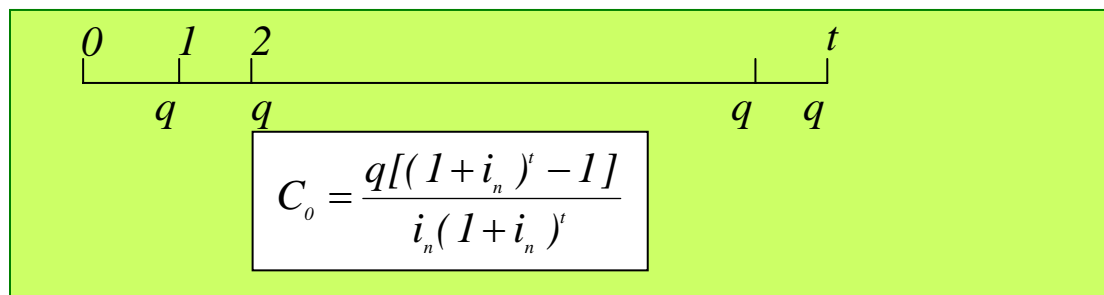 0 1 2 t
q q q q
C₀ = q[(1+iₙ)ᵗ −1] / iₙ(1+iₙ)ᵗ